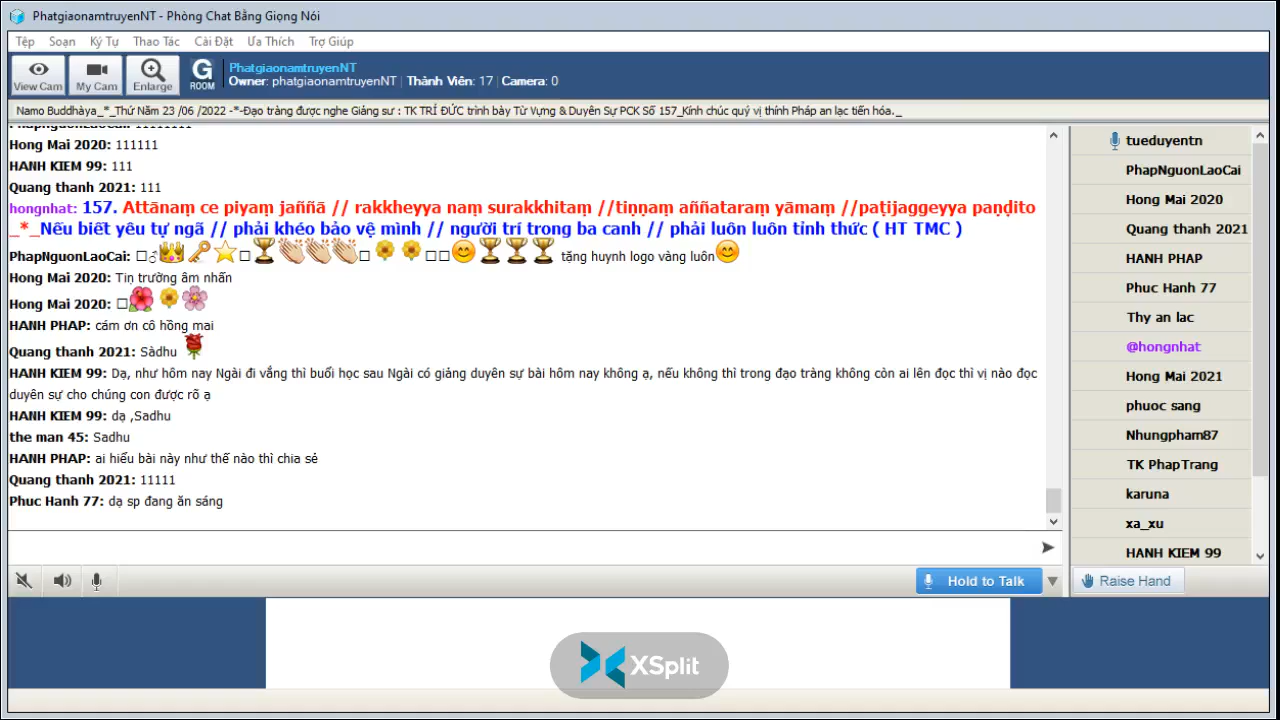 PhatgiaonamtruyenNT - Phòng Chat Bằng Giọng Nói
Tệp Soạn Ký Tự Thao Tác Cài Đặt Ưa Thích Trợ Giúp
View Cam My Cam Enlarge G ROOM
PhatgiaonamtruyenNT
Owner: phatgiaonamtruyenNT | Thành Viên: 17 | Camera: 0
Namo Buddhàya_*_Thứ Năm 23 /06 /2022 -*-Đạo tràng được nghe Giảng sư : TK TRÍ ĐỨC trình bày Từ Vựng & Duyên Sự PCK Số 157_Kính chúc quý vị thính Pháp an lạc tiến hóa._
PhapNguonLaoCai: 11111111
Hong Mai 2020: 111111
HANH KIEM 99: 111
Quang thanh 2021: 111
hongnhat: 157. Attānaṃ ce piyaṃ jaññā // rakkheyya naṃ surakkhitaṃ //tiṇṇaṃ aññataraṃ yāmaṃ //paṭijaggeyya paṇḍito
_*_Nếu biết yêu tự ngã // phải khéo bảo vệ mình // người trí trong ba canh // phải luôn luôn tỉnh thức ( HT TMC )
PhapNguonLaoCai: tặng huynh logo vàng luôn
Hong Mai 2020: Tiṇ trường âm nhấn
Hong Mai 2020:
HANH PHAP: cám ơn cô hồng mai
Quang thanh 2021: Sàdhu
HANH KIEM 99: Dạ, như hôm nay Ngài đi vắng thì buổi học sau Ngài có giảng duyên sự bài hôm nay không ạ, nếu không thì trong đạo tràng không còn ai lên đọc thì vị nào đọc
duyên sự cho chúng con được rõ ạ
HANH KIEM 99: dạ ,Sadhu
the man 45: Sadhu
HANH PHAP: ai hiểu bài này như thế nào thì chia sẻ
Quang thanh 2021: 11111
Phuc Hanh 77: dạ sp đang ăn sáng
tueduyentn
PhapNguonLaoCai
Hong Mai 2020
Quang thanh 2021
HANH PHAP
Phuc Hanh 77
Thy an lac
@hongnhat
Hong Mai 2021
phuoc sang
Nhungpham87
TK PhapTrang
karuna
xa_xu
HANH KIEM 99
Hold to Talk
Raise Hand
XSplit